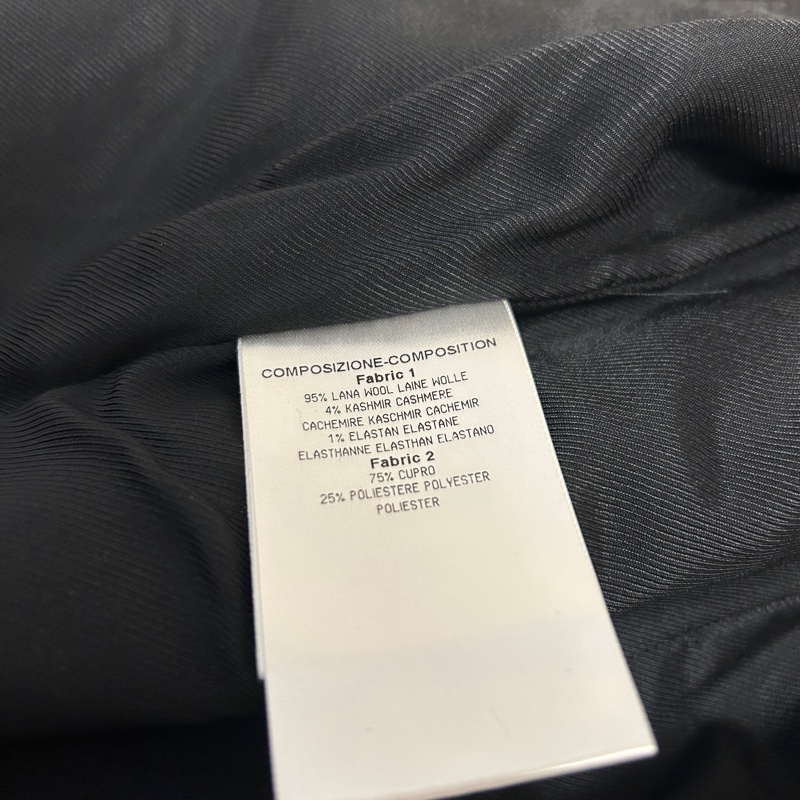 COMPOSIZIONE-COMPOSITION
Fabric 1
95% LANA WOOL LAINE WOLLE
4% KASHMIR CASHMERE
CACHEMIRE KASCHMIR CACHEMIR
1% ELASTAN ELASTANE
ELASTHANNE ELASTHAN ELASTANO
Fabric 2
75% CUPRO
25% POLIESTERE POLYESTER
POLIESTER